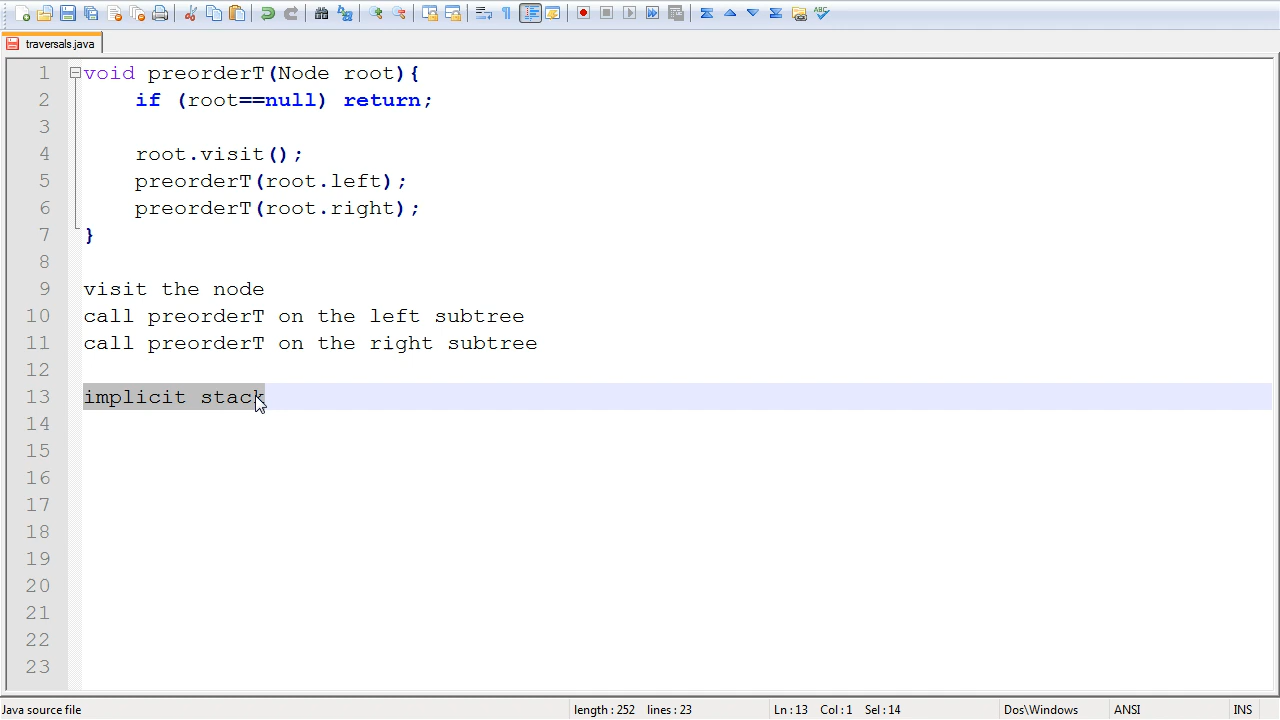 traversals.java
1 void preorderT(Node root){
2 if (root==null) return;
3
4 root.visit();
5 preorderT(root.left);
6 preorderT(root.right);
7 }
8
9 visit the node
10 call preorderT on the left subtree
11 call preorderT on the right subtree
12
13 implicit stack
14
15
16
17
18
19
20
21
22
23
Java source file length : 252 lines : 23 Ln : 13 Col : 1 Sel : 14 Dos\Windows ANSI INS